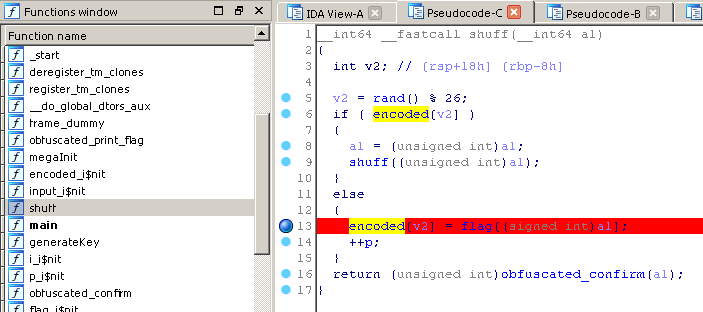 Functions window
IDA View-A
Pseudocode-C
Pseudocode-B
Function name
_start
deregister_tm_clones
register_tm_clones
__do_global_dtors_aux
frame_dummy
obfuscated_print_flag
megaInit
encoded_i$nit
input_i$nit
shuff
main
generateKey
i_i$nit
p_i$nit
obfuscated_confirm
flag_i$nit
1 __int64 __fastcall shuff(__int64 a1)
2 {
3 int v2; // [rsp+18h] [rbp-8h]
4
5 v2 = rand() % 26;
6 if ( encoded[v2] )
7 {
8 a1 = (unsigned int)a1;
9 shuff((unsigned int)a1);
10 }
11 else
12 {
13 encoded[v2] = flag[(signed int)a1];
14 ++p;
15 }
16 return (unsigned int)obfuscated_confirm(a1);
17 }